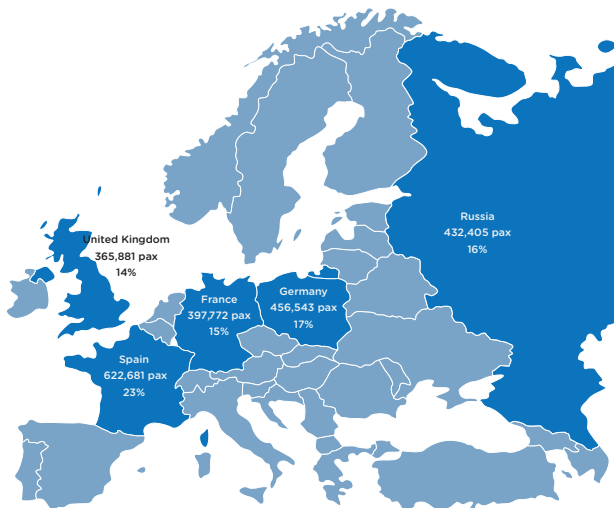 United Kingdom
365,881 pax
14%
Russia
432,405 pax
16%
France
397,772 pax
15%
Germany
456,543 pax
17%
Spain
622,681 pax
23%